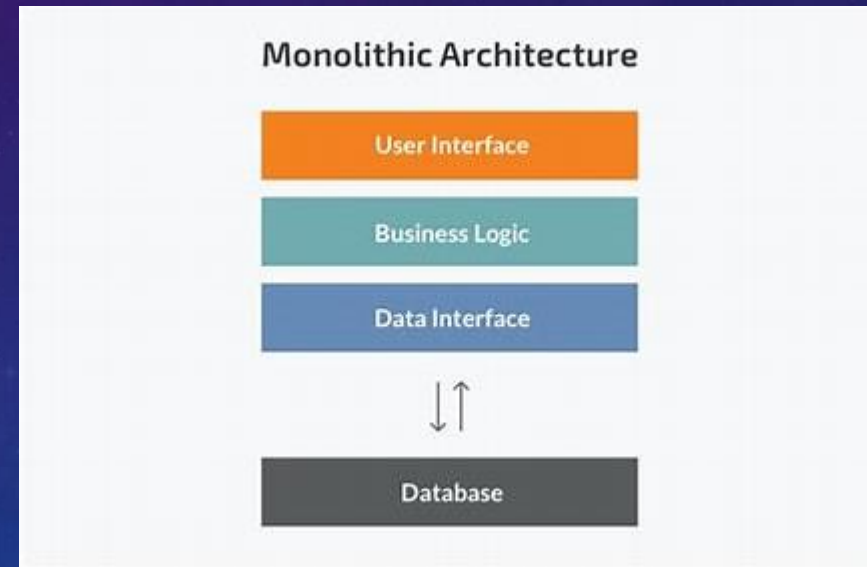 Monolithic Architecture
User Interface
Business Logic
Data Interface
Database